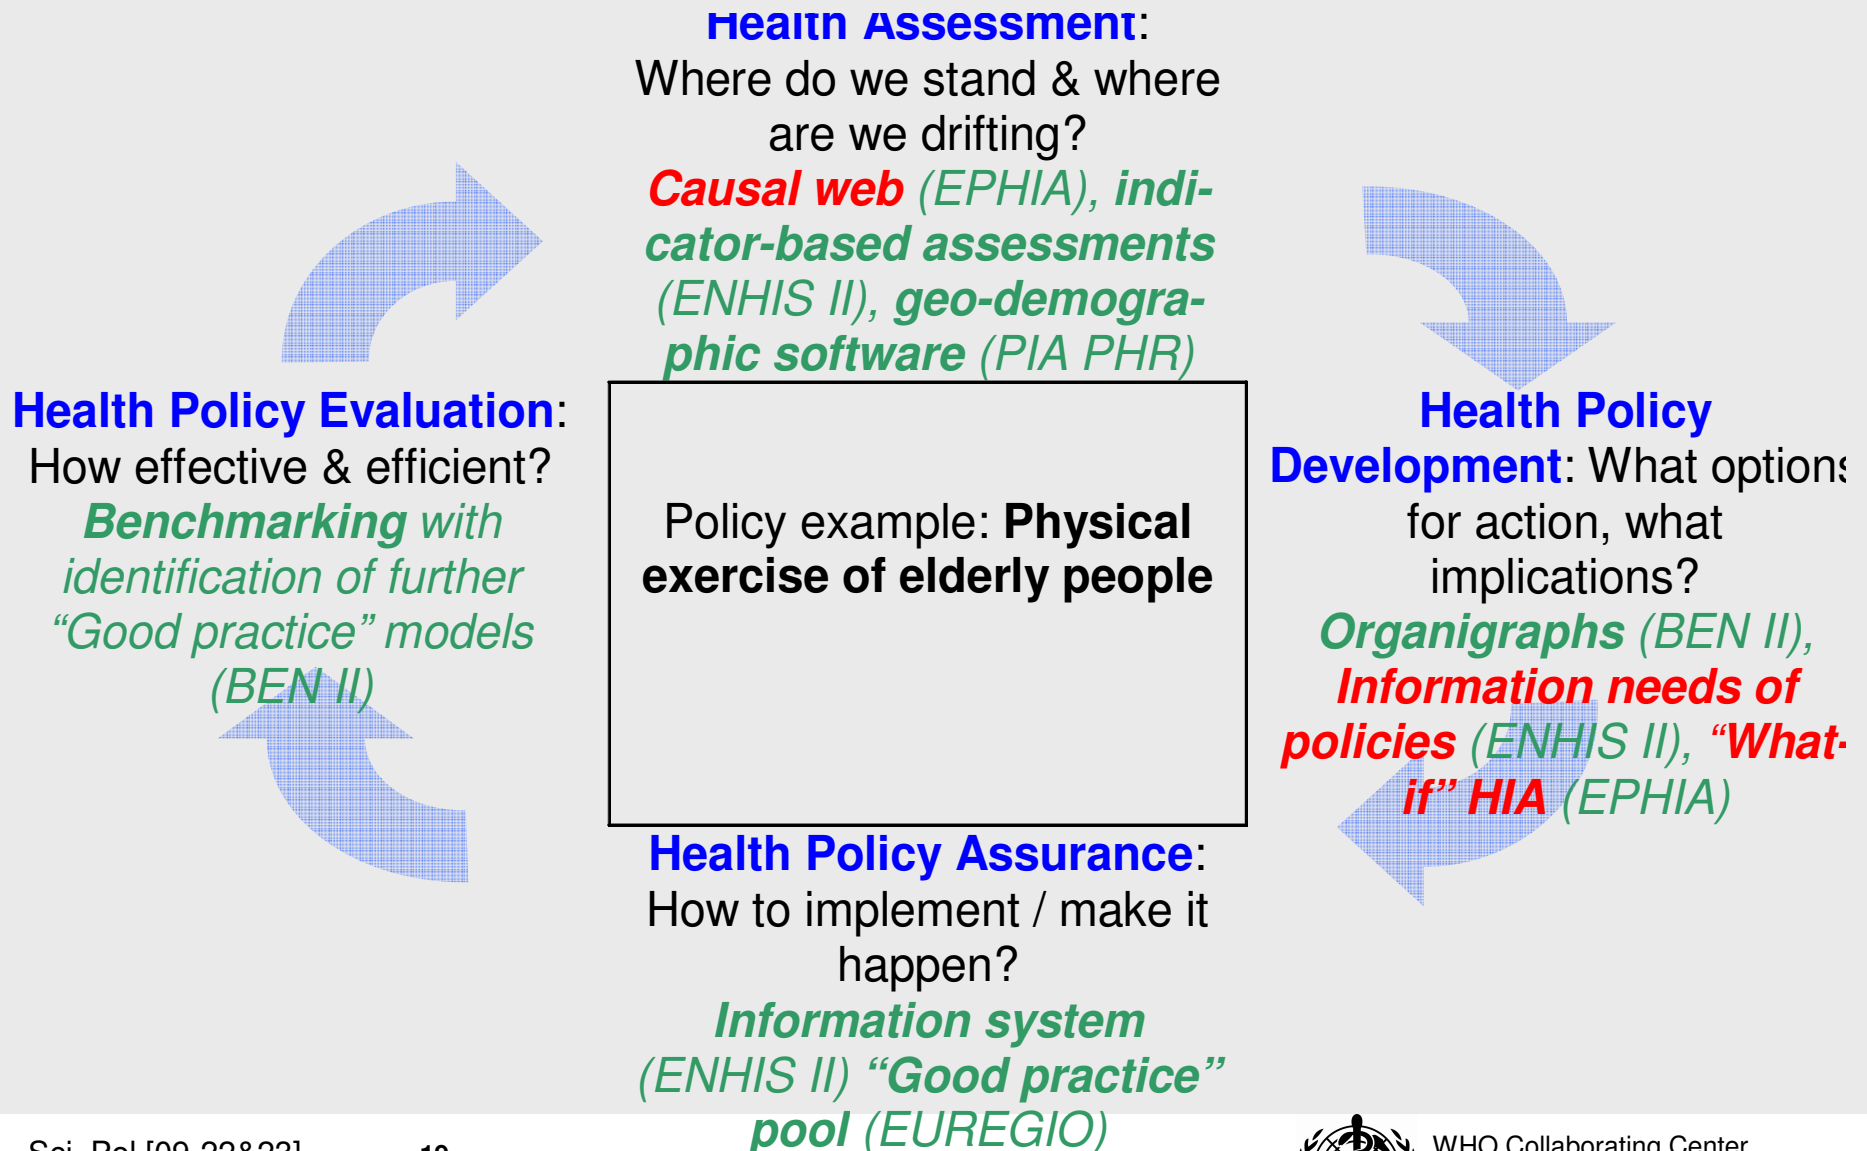 Health Assessment:
Where do we stand & where
are we drifting?
Causal web (EPHIA), indi-
cator-based assessments
(ENHIS II), geo-demogra-
phic software (PIA PHR)
Health Policy Evaluation:
How effective & efficient?
Benchmarking with
identification of further
“Good practice” models
(BEN II)
Policy example: Physical
exercise of elderly people
Health Policy
Development: What options
for action, what
implications?
Organigraphs (BEN II),
Information needs of
policies (ENHIS II), “What-
if” HIA (EPHIA)
Health Policy Assurance:
How to implement / make it
happen?
Information system
(ENHIS II) “Good practice”
pool (EUREGIO)
WHO Collaborating Center